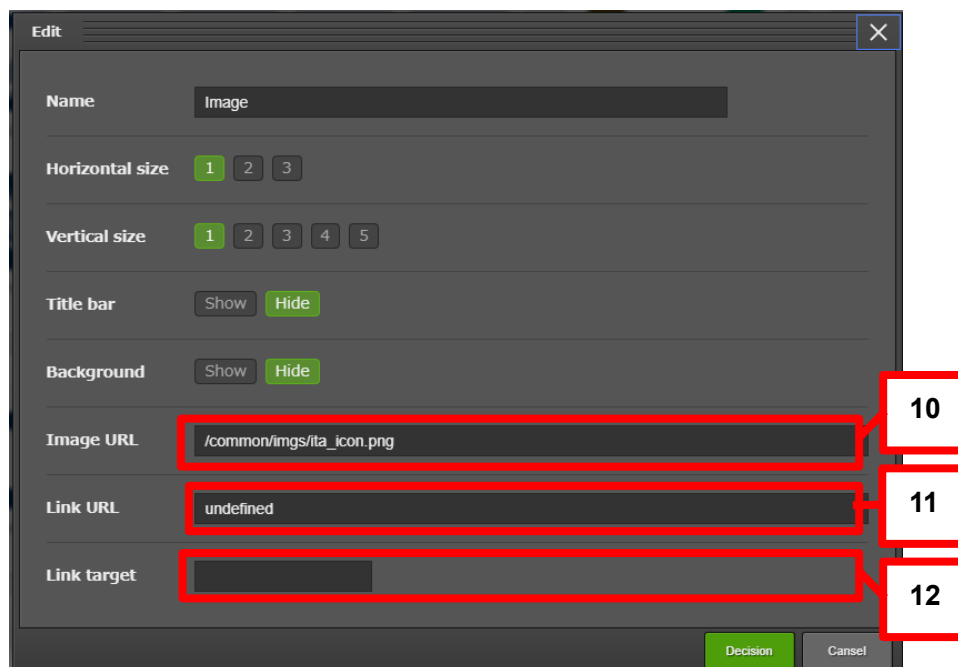 Edit
Name Image
Horizontal size 1 2 3
Vertical size 1 2 3 4 5
Title bar Show Hide
Background Show Hide
10
Image URL /common/imgs/ita_icon.png
Link URL undefined 11
Link target 12
Decision Cansel